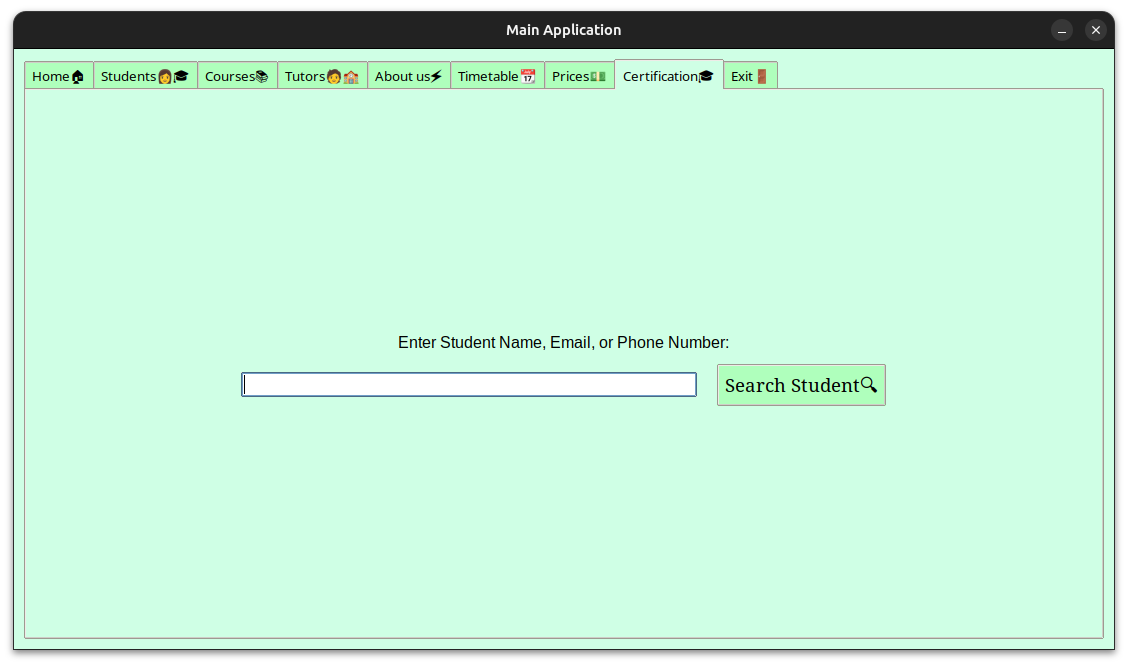 Main Application
Home🏠 Students👩🎓 Courses📚 Tutors🧑🏫 About us⚡ Timetable📆 Prices💵 Certification🎓 Exit🚪
Enter Student Name, Email, or Phone Number:
Search Student🔍